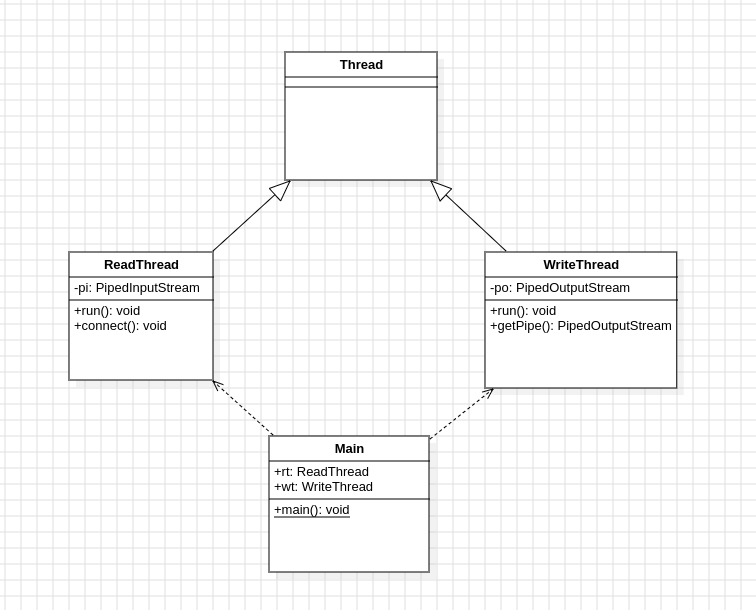 Thread
ReadThread
-pi: PipedInputStream
+run(): void
+connect(): void
WriteThread
-po: PipedOutputStream
+run(): void
+getPipe(): PipedOutputStream
Main
+rt: ReadThread
+wt: WriteThread
+main(): void